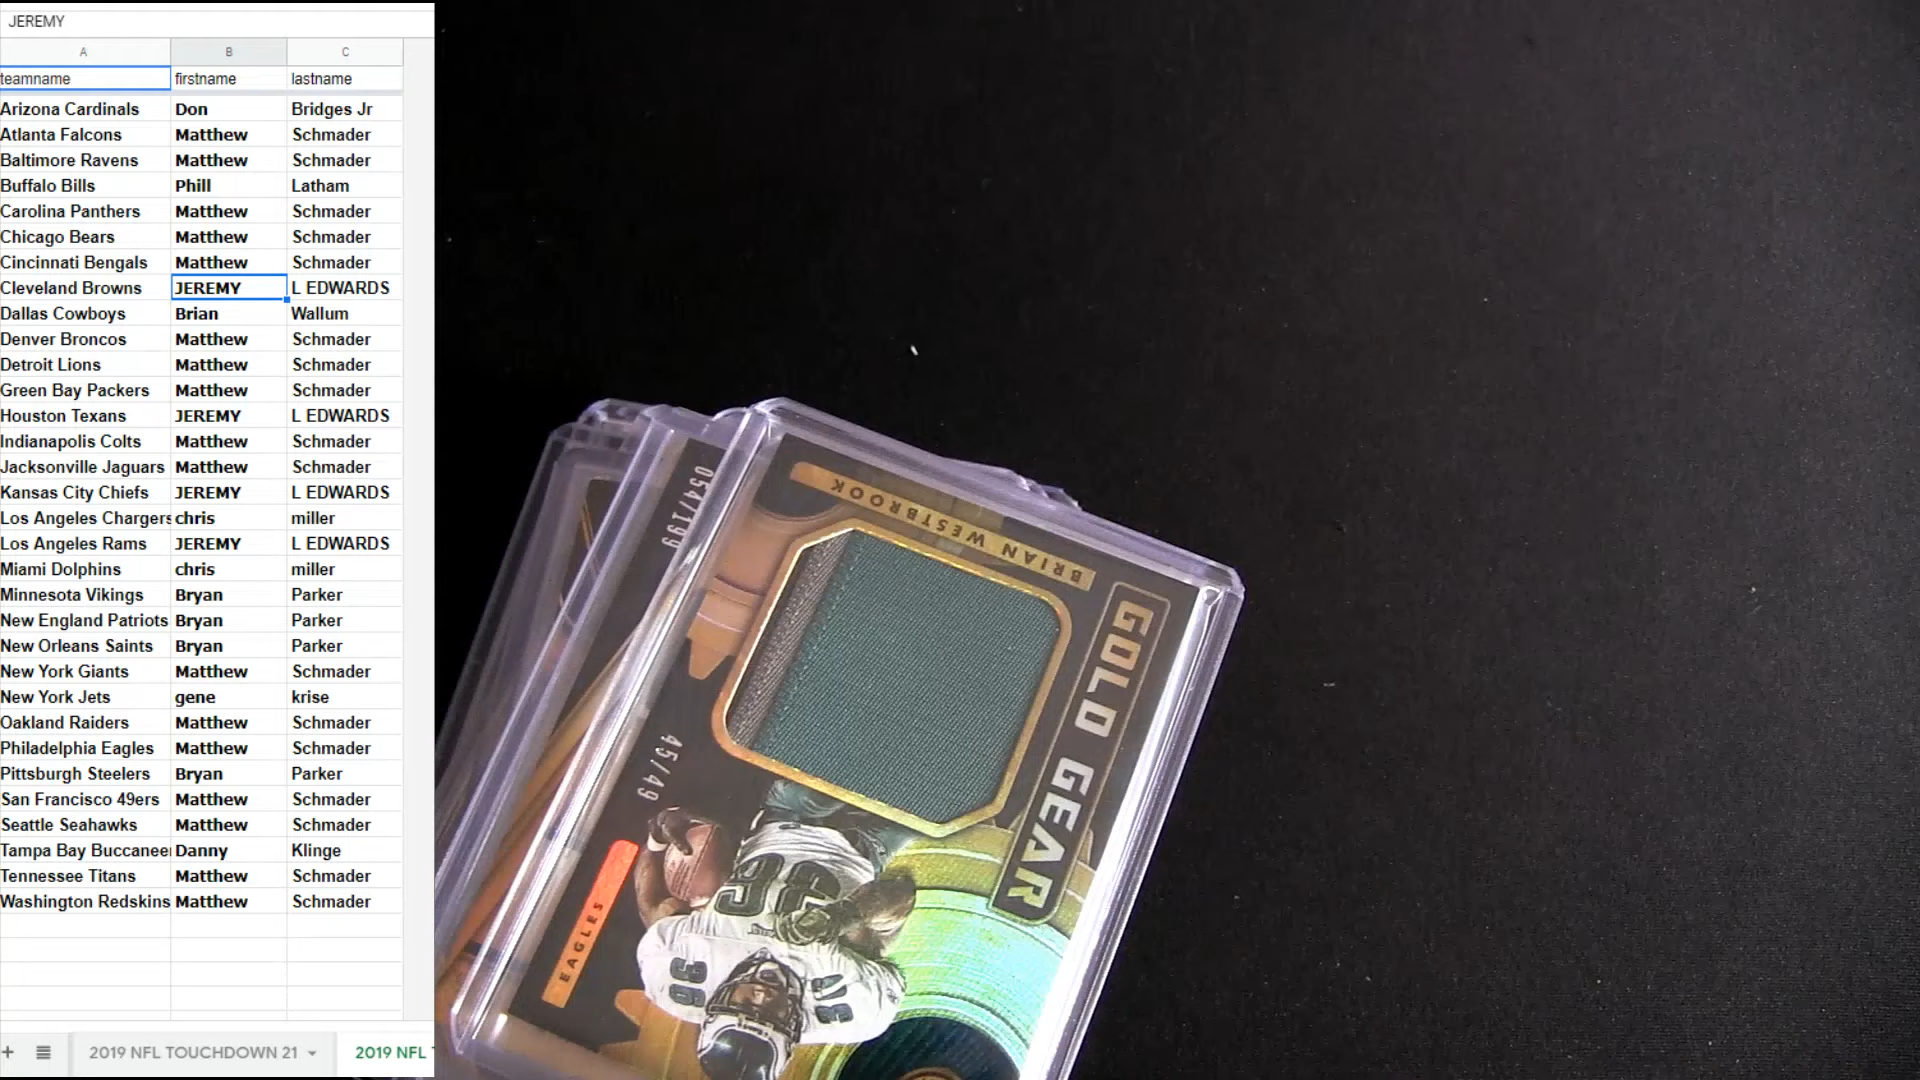 JEREMY
A B C
teamname firstname lastname
Arizona Cardinals Don Bridges Jr
Atlanta Falcons Matthew Schmader
Baltimore Ravens Matthew Schmader
Buffalo Bills Phill Latham
Carolina Panthers Matthew Schmader
Chicago Bears Matthew Schmader
Cincinnati Bengals Matthew Schmader
Cleveland Browns JEREMY L EDWARDS
Dallas Cowboys Brian Wallum
Denver Broncos Matthew Schmader
Detroit Lions Matthew Schmader
Green Bay Packers Matthew Schmader
Houston Texans JEREMY L EDWARDS
Indianapolis Colts Matthew Schmader
Jacksonville Jaguars Matthew Schmader
Kansas City Chiefs JEREMY L EDWARDS
Los Angeles Chargers chris miller
Los Angeles Rams JEREMY L EDWARDS
Miami Dolphins chris miller
Minnesota Vikings Bryan Parker
New England Patriots Bryan Parker
New Orleans Saints Bryan Parker
New York Giants Matthew Schmader
New York Jets gene krise
Oakland Raiders Matthew Schmader
Philadelphia Eagles Matthew Schmader
Pittsburgh Steelers Bryan Parker
San Francisco 49ers Matthew Schmader
Seattle Seahawks Matthew Schmader
Tampa Bay Buccanee Danny Klinge
Tennessee Titans Matthew Schmader
Washington Redskins Matthew Schmader
+ 2019 NFL TOUCHDOWN 21 2019 NFL T
054/199
BRIAN WESTBROOK
GOLD GEAR
45/49
EAGLES
36
36